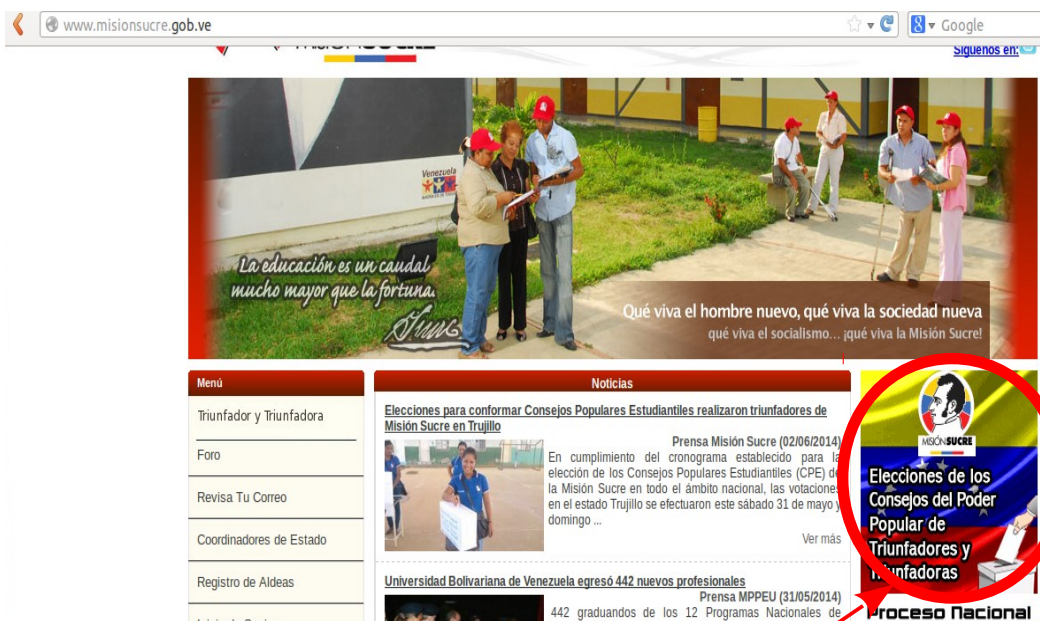 www.misionsucre.gob.ve
Google
MISIÓN SUCRE
Síguenos en:
Venezuela
La educación es un caudal
mucho mayor que la fortuna.
Qué viva el hombre nuevo, qué viva la sociedad nueva
qué viva el socialismo... ¡qué viva la Misión Sucre!
Menú
Triunfador y Triunfadora
Foro
Revisa Tu Correo
Coordinadores de Estado
Registro de Aldeas
Noticias
Elecciones para conformar Consejos Populares Estudiantiles realizaron triunfadores de
Misión Sucre en Trujillo
Prensa Misión Sucre (02/06/2014)
En cumplimiento del cronograma establecido para la
elección de los Consejos Populares Estudiantiles (CPE) de
la Misión Sucre en todo el ámbito nacional, las votaciones
en el estado Trujillo se efectuaron este sábado 31 de mayo y
domingo ...
Ver más
Universidad Bolivariana de Venezuela egresó 442 nuevos profesionales
Prensa MPPEU (31/05/2014)
442 graduandos de los 12 Programas Nacionales de
MISIÓN SUCRE
Elecciones de los
Consejos del Poder
Popular de
Triunfadores y
Triunfadoras
Proceso Nacional